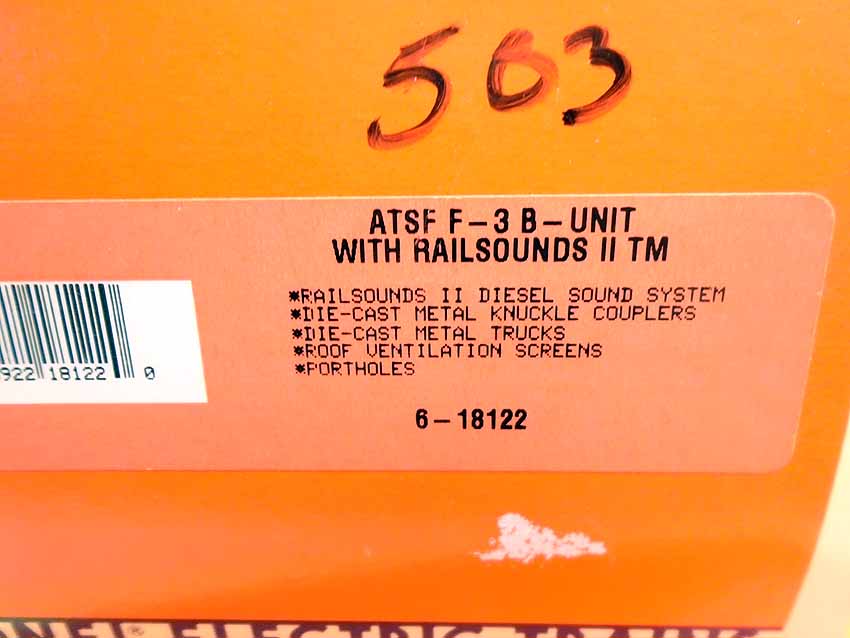 503
ATSF F-3 B-UNIT
WITH RAILSOUNDS II TM
*RAILSOUNDS II DIESEL SOUND SYSTEM
*DIE-CAST METAL KNUCKLE COUPLERS
*DIE-CAST METAL TRUCKS
*ROOF VENTILATION SCREENS
*PORTHOLES
922 18122 0
6-18122